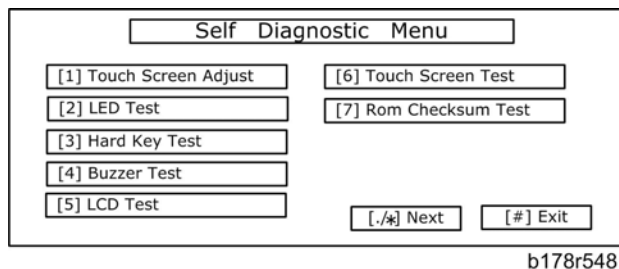 Self Diagnostic Menu
[1] Touch Screen Adjust
[2] LED Test
[3] Hard Key Test
[4] Buzzer Test
[5] LCD Test
[6] Touch Screen Test
[7] Rom Checksum Test
[./*] Next
[#] Exit
b178r548